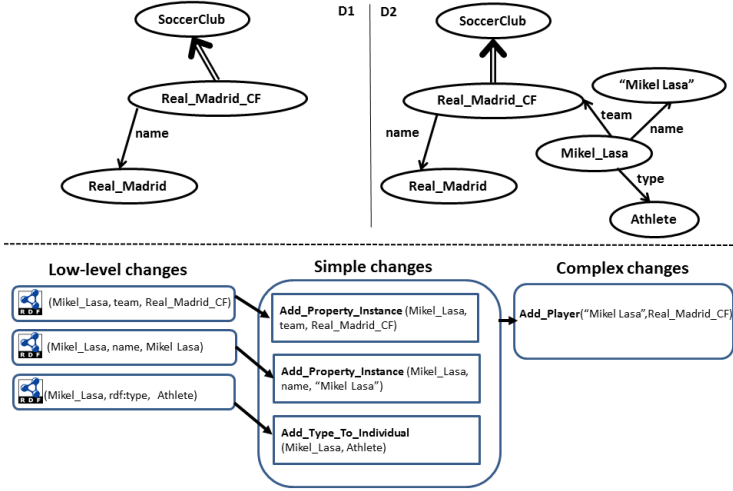 SoccerClub
D1
Real_Madrid_CF
name
Real_Madrid
D2
SoccerClub
Real_Madrid_CF
"Mikel Lasa"
team
name
name
Mikel_Lasa
Real_Madrid
type
Athlete
Low-level changes
RDF
(Mikel_Lasa, team, Real_Madrid_CF)
RDF
(Mikel_Lasa, name, Mikel Lasa)
RDF
(Mikel_Lasa, rdf:type, Athlete)
Simple changes
Add_Property_Instance (Mikel_Lasa,
team, Real_Madrid_CF)
Add_Property_Instance (Mikel_Lasa,
name, "Mikel Lasa")
Add_Type_To_Individual
(Mikel_Lasa, Athlete)
Complex changes
Add_Player("Mikel Lasa",Real_Madrid_CF)